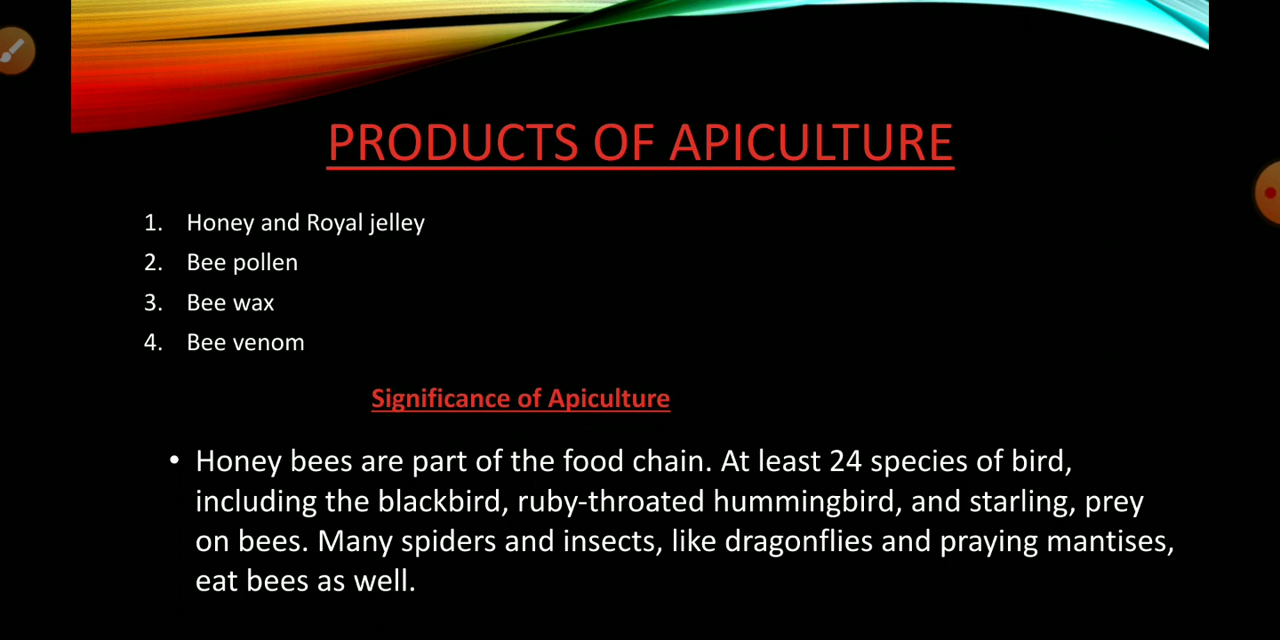 PRODUCTS OF APICULTURE
1. Honey and Royal jelley
2. Bee pollen
3. Bee wax
4. Bee venom
Significance of Apiculture
• Honey bees are part of the food chain. At least 24 species of bird,
including the blackbird, ruby-throated hummingbird, and starling, prey
on bees. Many spiders and insects, like dragonflies and praying mantises,
eat bees as well.